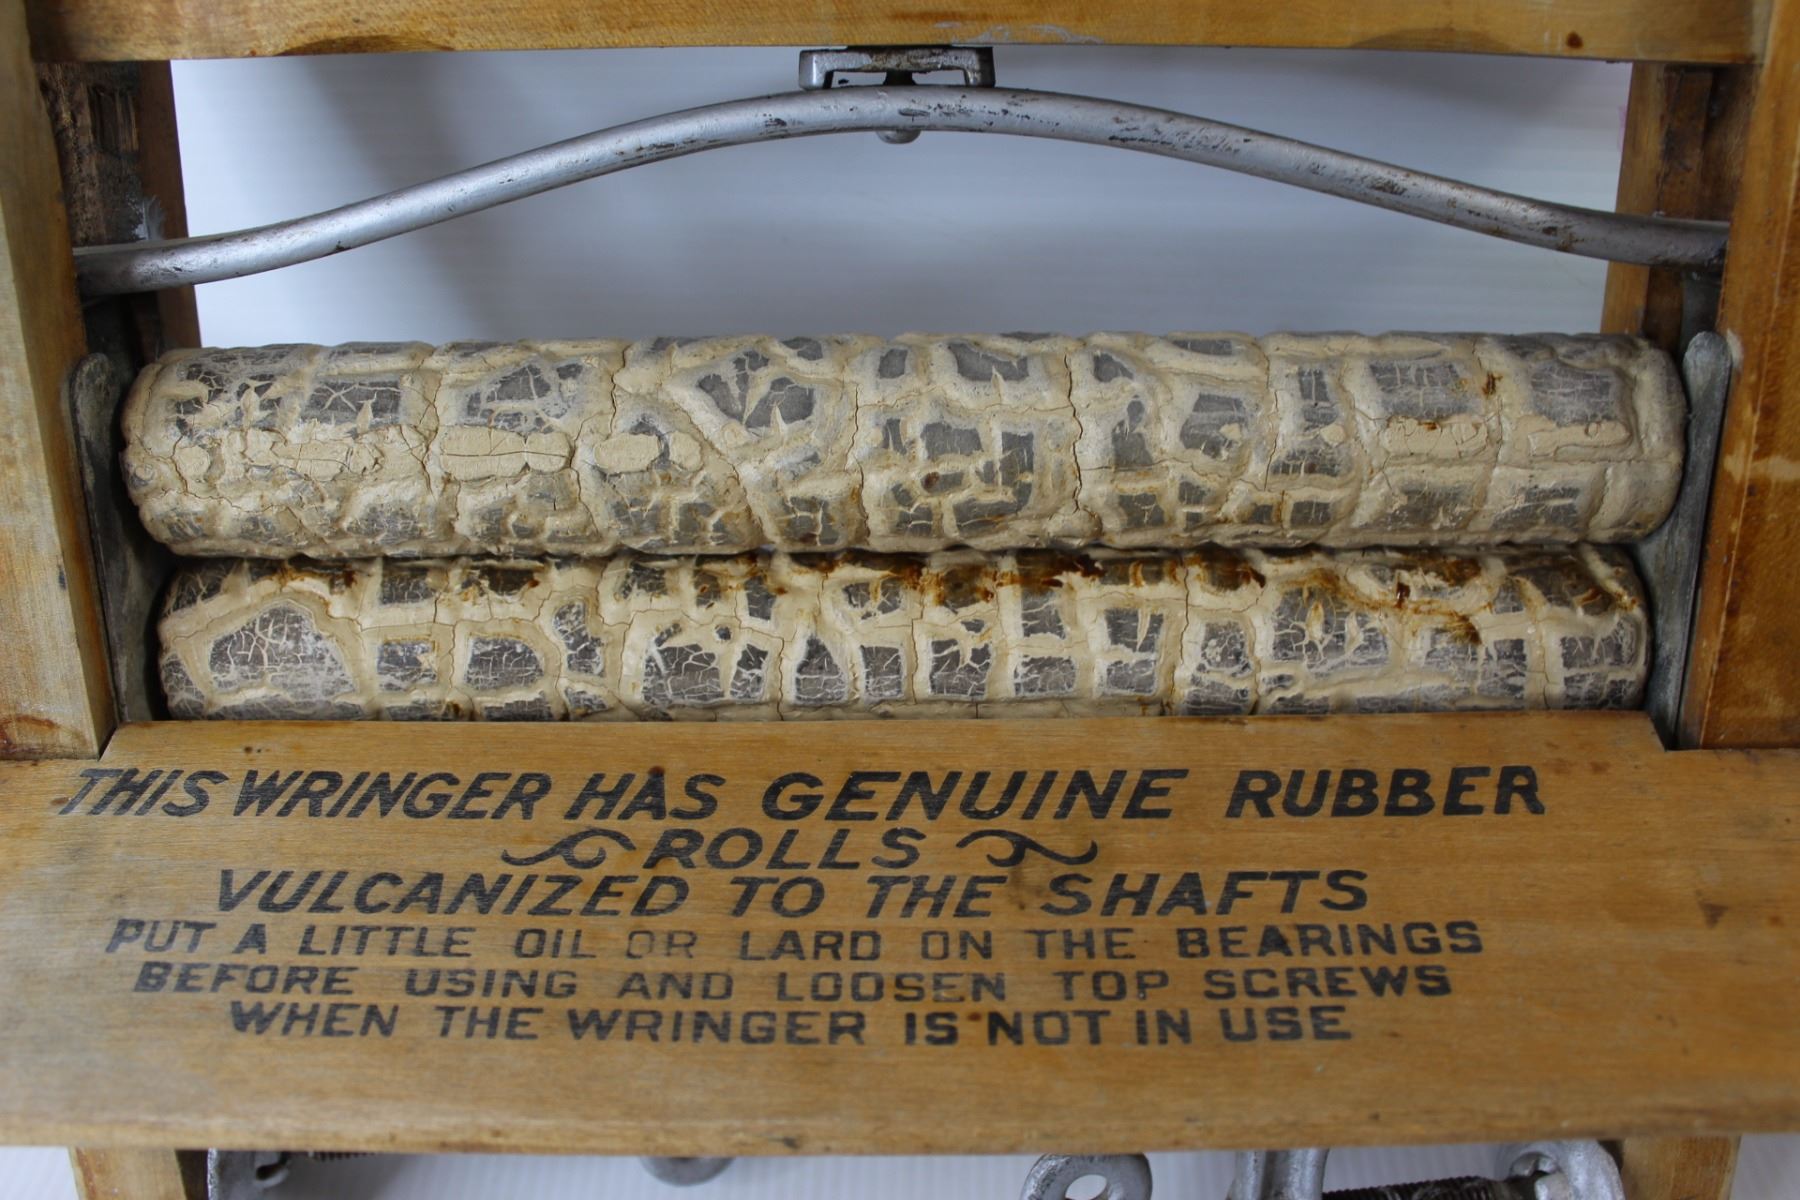 THIS WRINGER HAS GENUINE RUBBER
ROLLS
VULCANIZED TO THE SHAFTS
PUT A LITTLE OIL OR LARD ON THE BEARINGS
BEFORE USING AND LOOSEN TOP SCREWS
WHEN THE WRINGER IS NOT IN USE